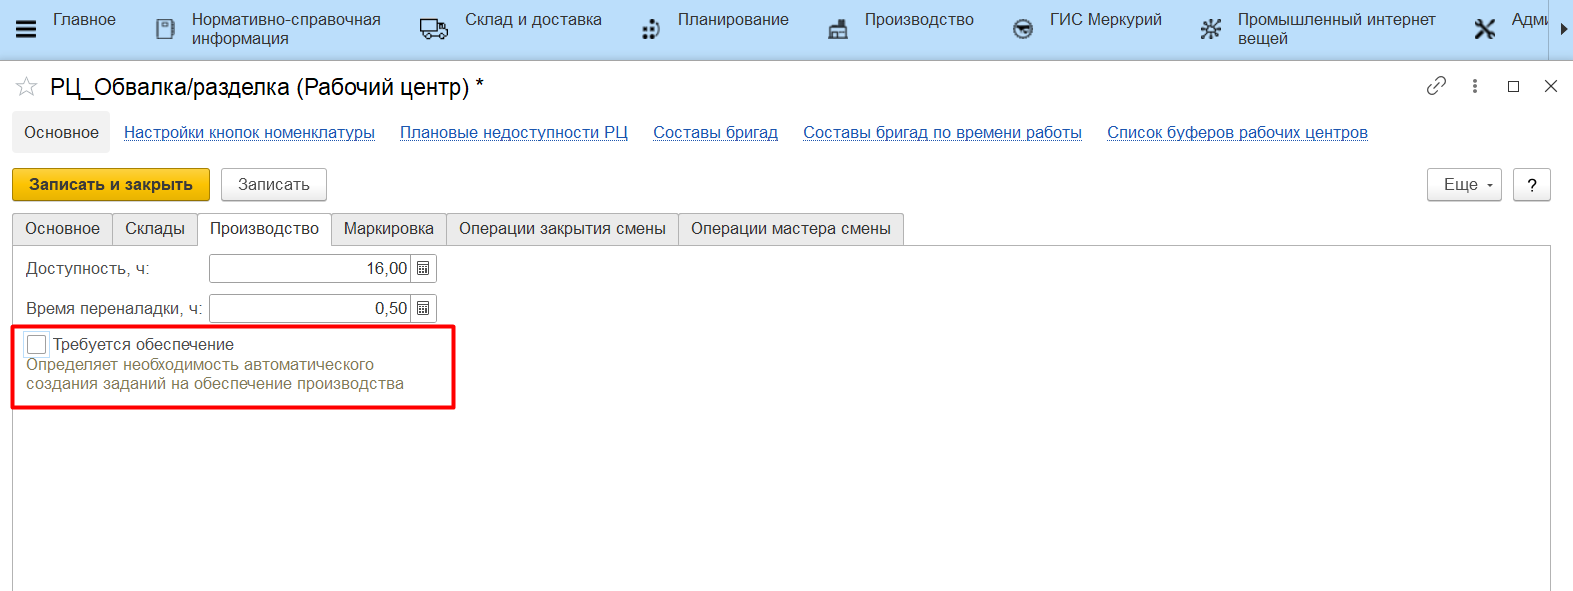 Главное
Нормативно-справочная
информация
Склад и доставка
Планирование
Производство
ГИС Меркурий
Промышленный интернет
вещей
РЦ_Обвалка/разделка (Рабочий центр) *
Основное Настройки кнопок номенклатуры Плановые недоступности РЦ Составы бригад Составы бригад по времени работы Список буферов рабочих центров
Записать и закрыть Записать Еще ?
Основное Склады Производство Маркировка Операции закрытия смены Операции мастера смены
Доступность, ч: 16,00
Время переналадки, ч: 0,50
Требуется обеспечение
Определяет необходимость автоматического
создания заданий на обеспечение производства